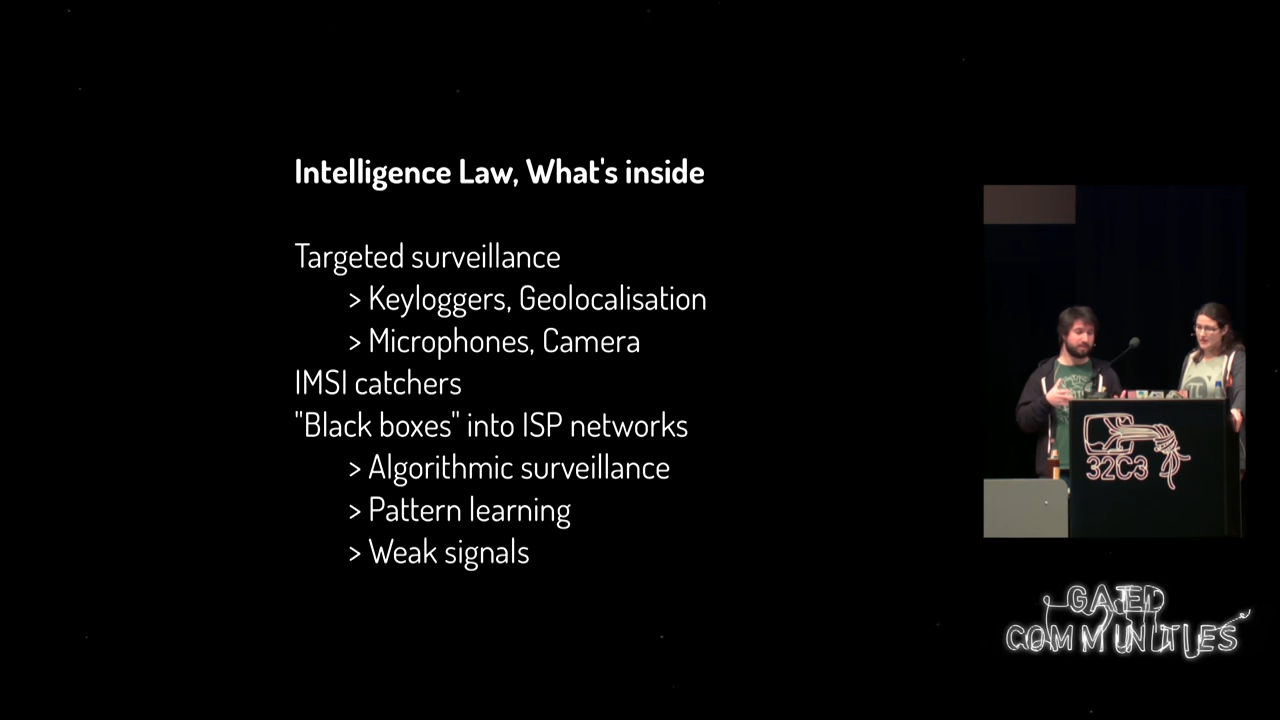 Intelligence Law, What's inside
Targeted surveillance
> Keyloggers, Geolocalisation
> Microphones, Camera
IMSI catchers
"Black boxes" into ISP networks
> Algorithmic surveillance
> Pattern learning
> Weak signals
32C3
GATED
COMMUNITIES